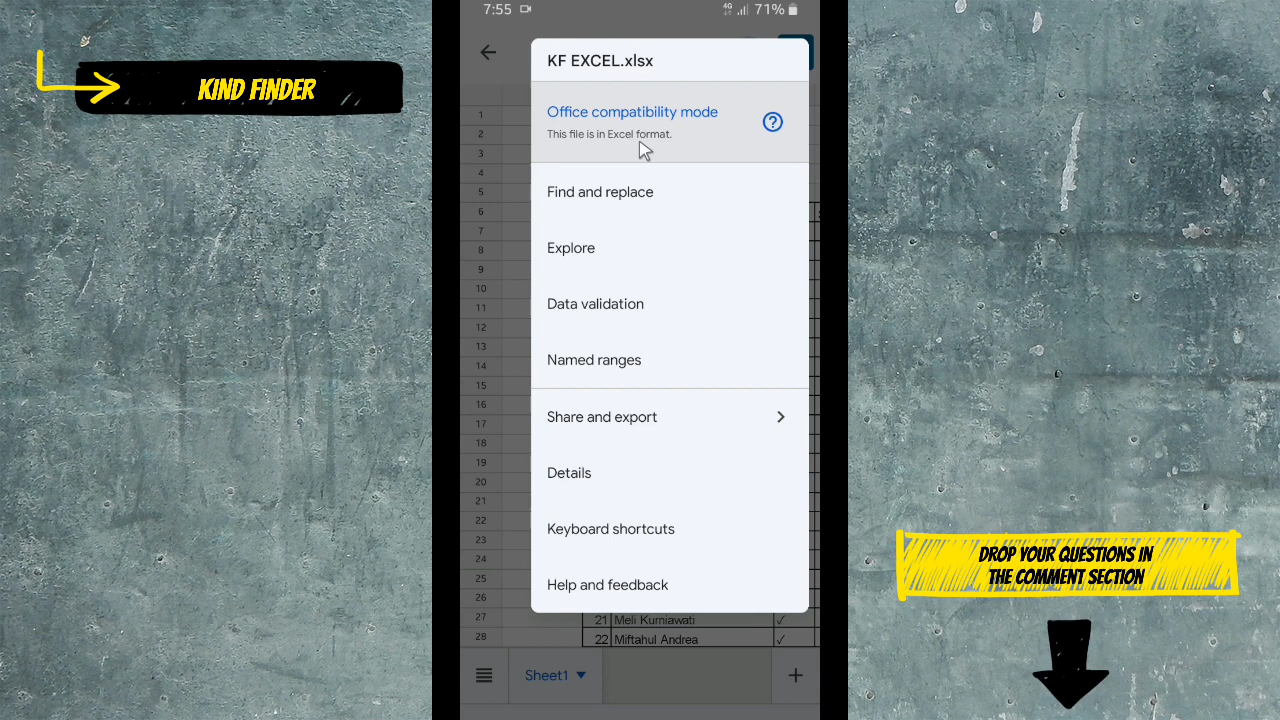 KIND FINDER
7:55
4G
71%
KF EXCEL.xlsx
Office compatibility mode
This file is in Excel format.
Find and replace
Explore
Data validation
Named ranges
Share and export
Details
Keyboard shortcuts
Help and feedback
1
2
3
4
5
6
7
8
9
10
11
12
13
14
15
16
17
18
19
20
21
22
23
24
25
26
27 21 Meli Kurniawati ✓
28 22 Miftahul Andrea ✓
Sheet1
DROP YOUR QUESTIONS IN
THE COMMENT SECTION